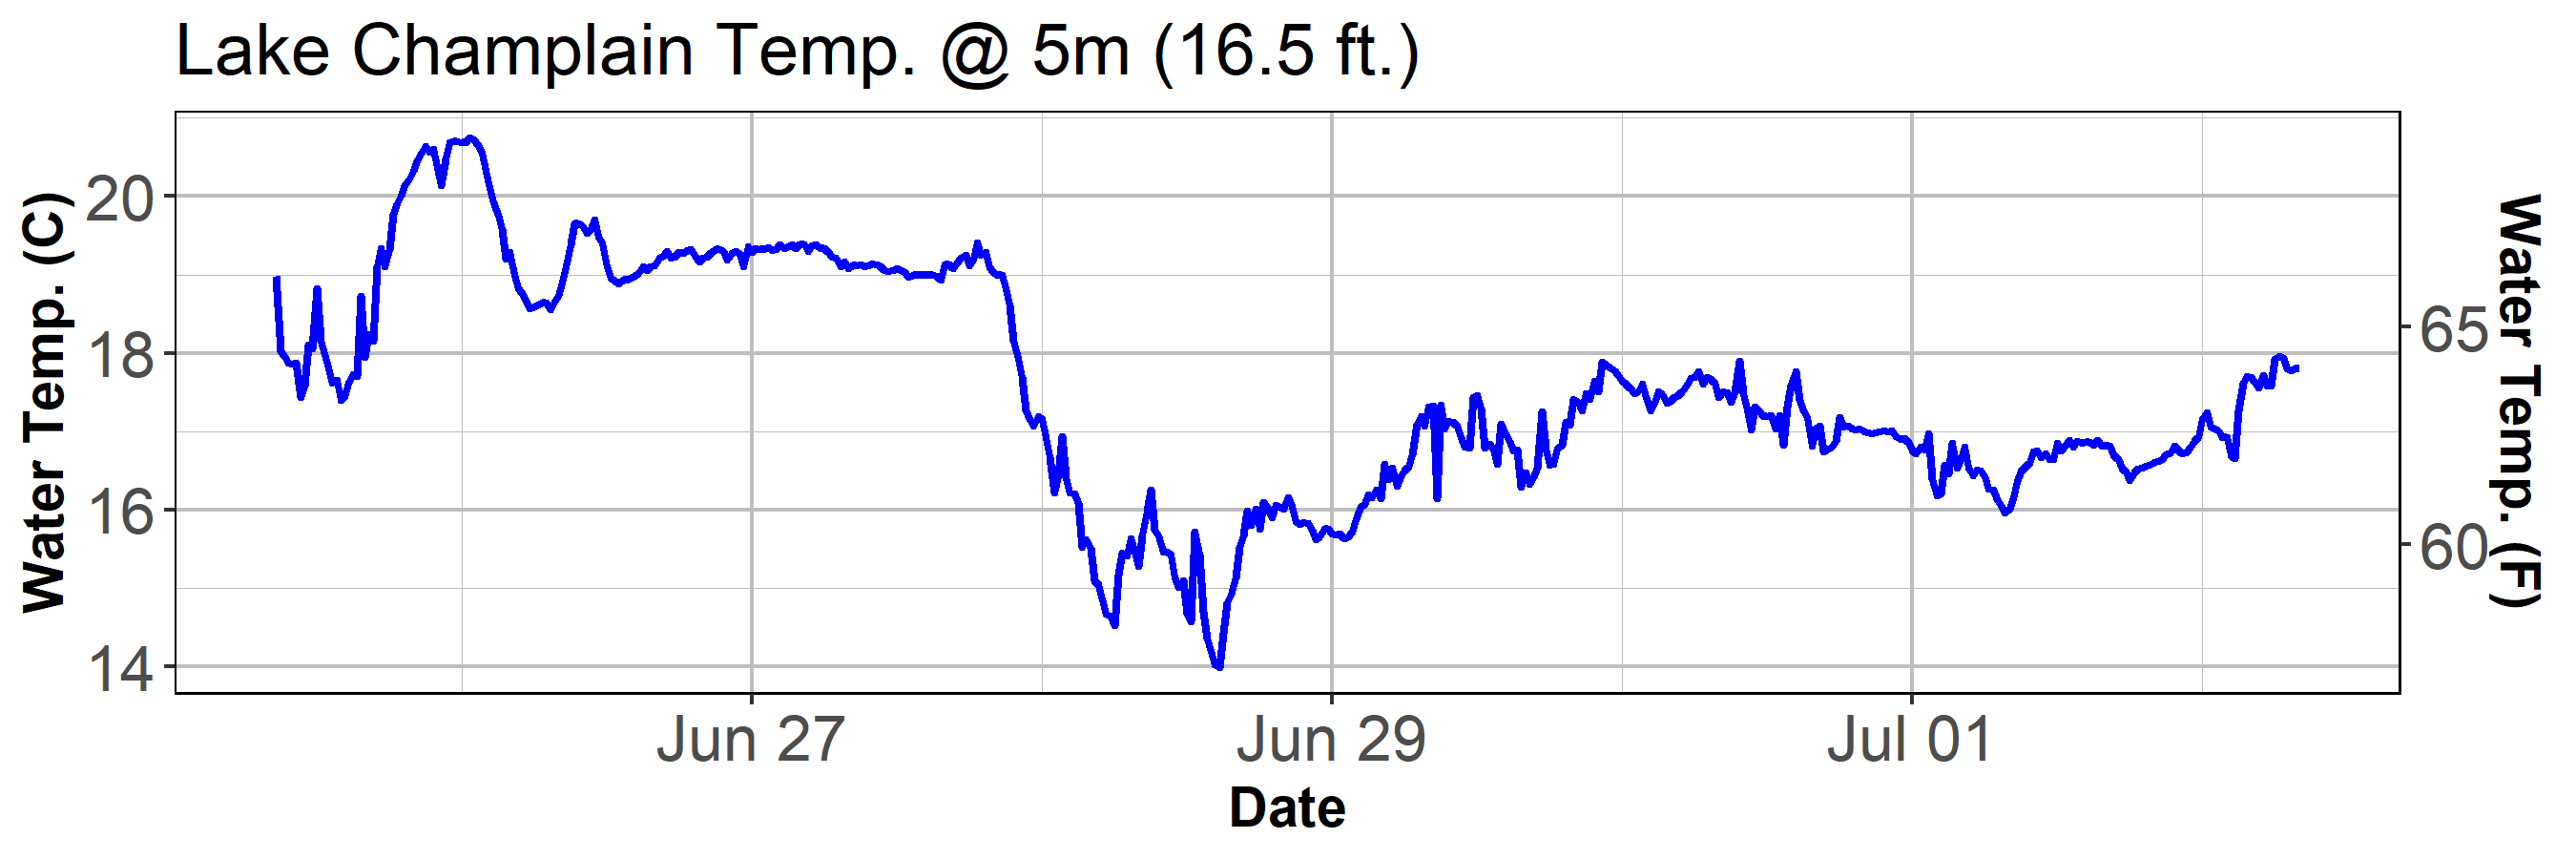 Lake Champlain Temp. @ 5m (16.5 ft.)
Water Temp. (C)
20
18
16
14
65
60
Water Temp. (F)
Jun 27
Jun 29
Jul 01
Date